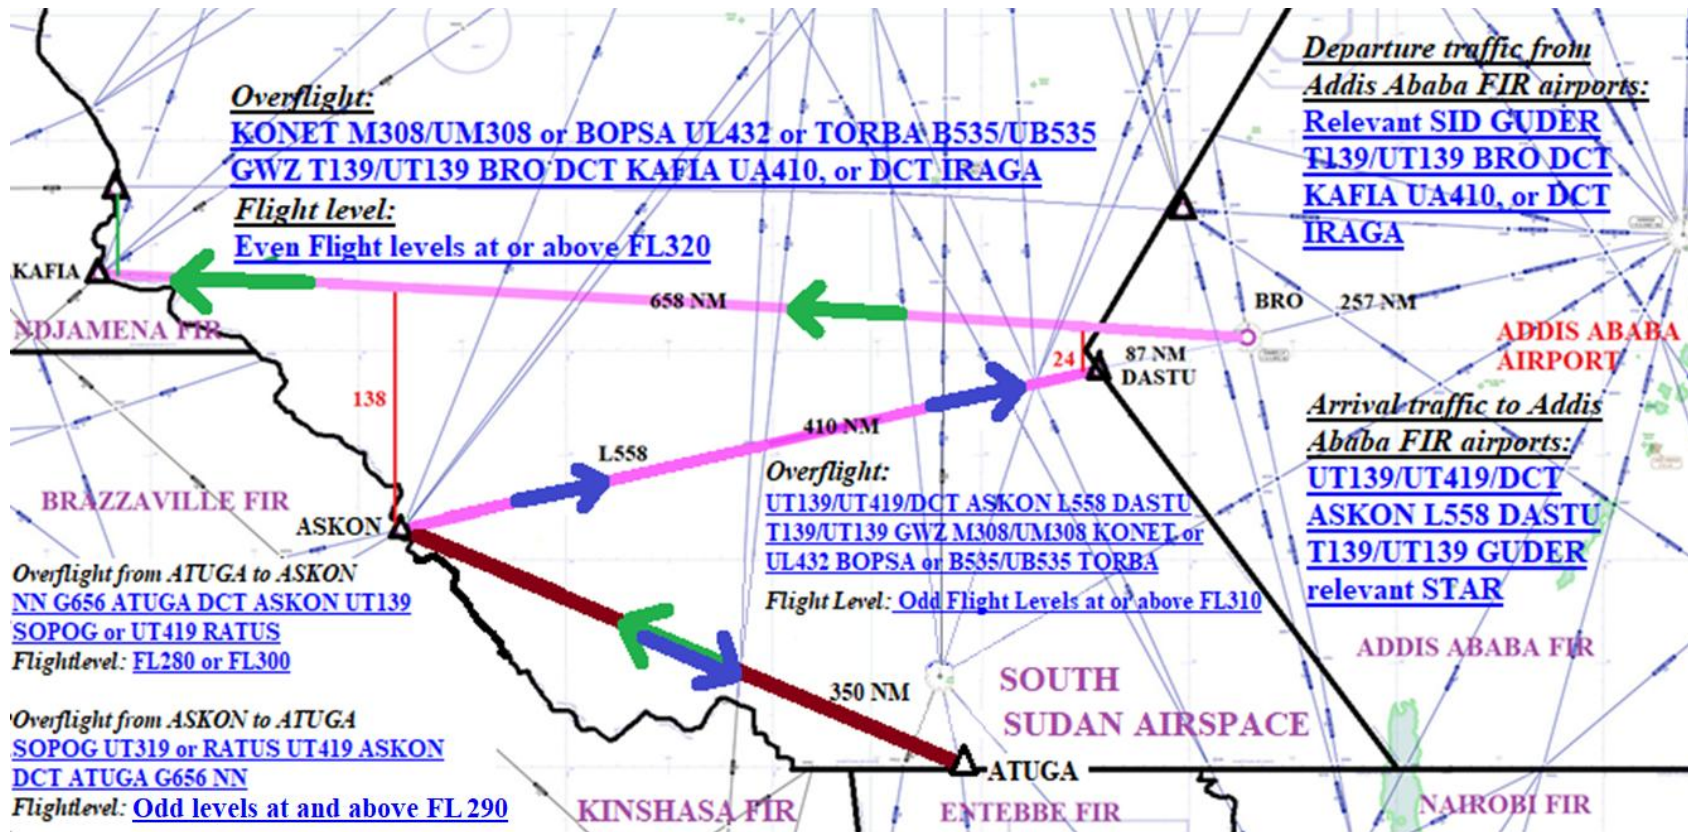 Overflight:
KONET M308/UM308 or BOPSA UL432 or TORBA B535/UB535
GWZ T139/UT139 BRO DCT KAFIA UA410, or DCT IRAGA
Flight level:
Even Flight levels at or above FL320
Departure traffic from
Addis Ababa FIR airports:
Relevant SID GUDER
T139/UT139 BRO DCT
KAFIA UA410, or DCT
IRAGA
KAFIA
658 NM
BRO
257 NM
NDJAMENA FIR
ADDIS ABABA
AIRPORT
24
87 NM
DASTU
138
410 NM
L558
Arrival traffic to Addis
Ababa FIR airports:
UT139/UT419/DCT
ASKON L558 DASTU
T139/UT139 GUDER
relevant STAR
BRAZZAVILLE FIR
ASKON
Overflight:
UT139/UT419/DCT ASKON L558 DASTU
T139/UT139 GWZ M308/UM308 KONET or
UL432 BOPSA or B535/UB535 TORBA
Flight Level: Odd Flight Levels at or above FL310
Overflight from ATUGA to ASKON
NN G656 ATUGA DCT ASKON UT139
SOPOG or UT419 RATUS
Flightlevel: FL280 or FL300
ADDIS ABABA FIR
350 NM
SOUTH
SUDAN AIRSPACE
Overflight from ASKON to ATUGA
SOPOG UT319 or RATUS UT419 ASKON
DCT ATUGA G656 NN
Flightlevel: Odd levels at and above FL 290
ATUGA
KINSHASA FIR
ENTEBBE FIR
NAIROBI FIR